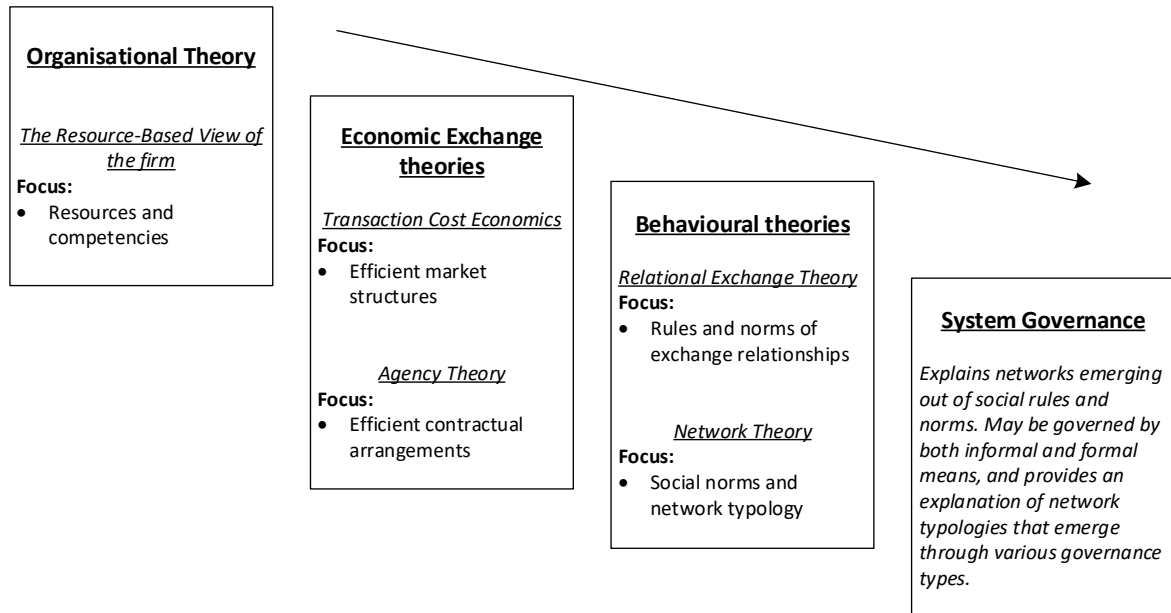 Organisational Theory
The Resource-Based View of
the firm
Focus:
• Resources and
competencies
Economic Exchange
theories
Transaction Cost Economics
Focus:
• Efficient market
structures
Agency Theory
Focus:
• Efficient contractual
arrangements
Behavioural theories
Relational Exchange Theory
Focus:
• Rules and norms of
exchange relationships
Network Theory
Focus:
• Social norms and
network typology
System Governance
Explains networks emerging
out of social rules and
norms. May be governed by
both informal and formal
means, and provides an
explanation of network
typologies that emerge
through various governance
types.